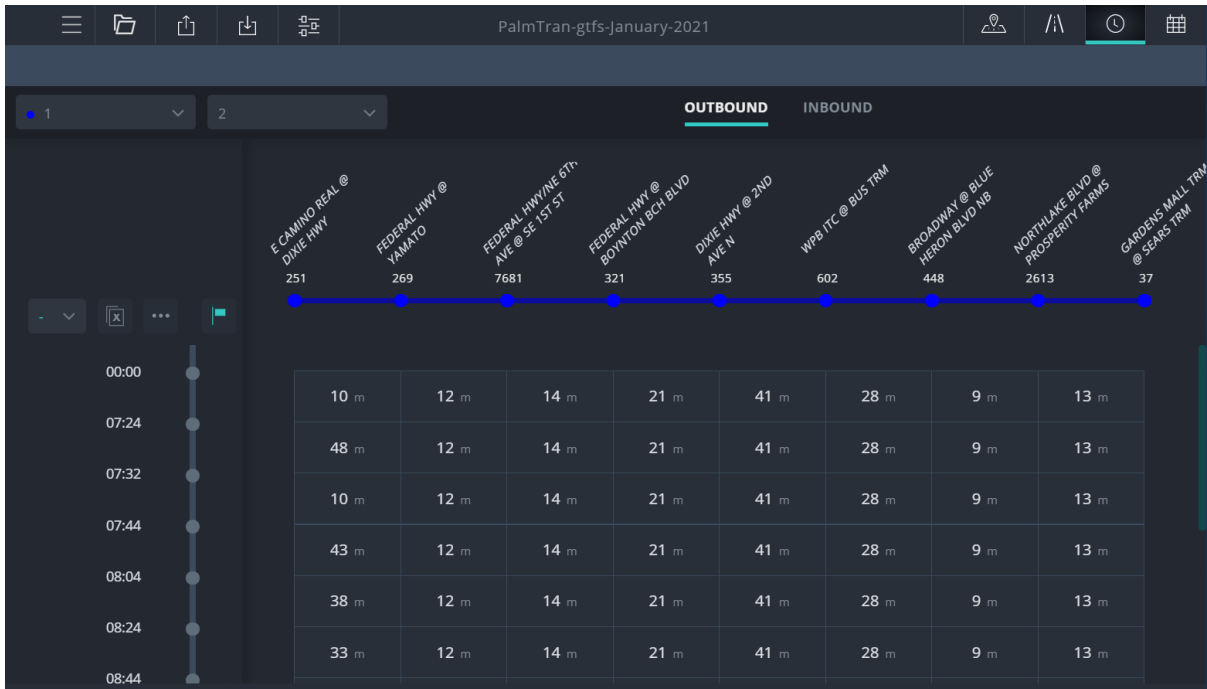 PalmTran-gtfs-January-2021
1
2
OUTBOUND
INBOUND
E CAMINO REAL @
DIXIE HWY
FEDERAL HWY @
YAMATO
FEDERAL HWY/NE 6TH
AVE @ SE 1ST ST
FEDERAL HWY @
BOYNTON BCH BLVD
DIXIE HWY @ 2ND
AVE N
WPB ITC @ BUS TRM
BROADWAY @ BLUE
HERON BLVD NB
NORTHLAKE BLVD @
PROSPERITY FARMS
GARDENS MALL TRM
@ SEARS TRM
251 269 7681 321 355 602 448 2613 37
-
00:00
10 m 12 m 14 m 21 m 41 m 28 m 9 m 13 m
07:24
48 m 12 m 14 m 21 m 41 m 28 m 9 m 13 m
07:32
10 m 12 m 14 m 21 m 41 m 28 m 9 m 13 m
07:44
43 m 12 m 14 m 21 m 41 m 28 m 9 m 13 m
08:04
38 m 12 m 14 m 21 m 41 m 28 m 9 m 13 m
08:24
33 m 12 m 14 m 21 m 41 m 28 m 9 m 13 m
08:44